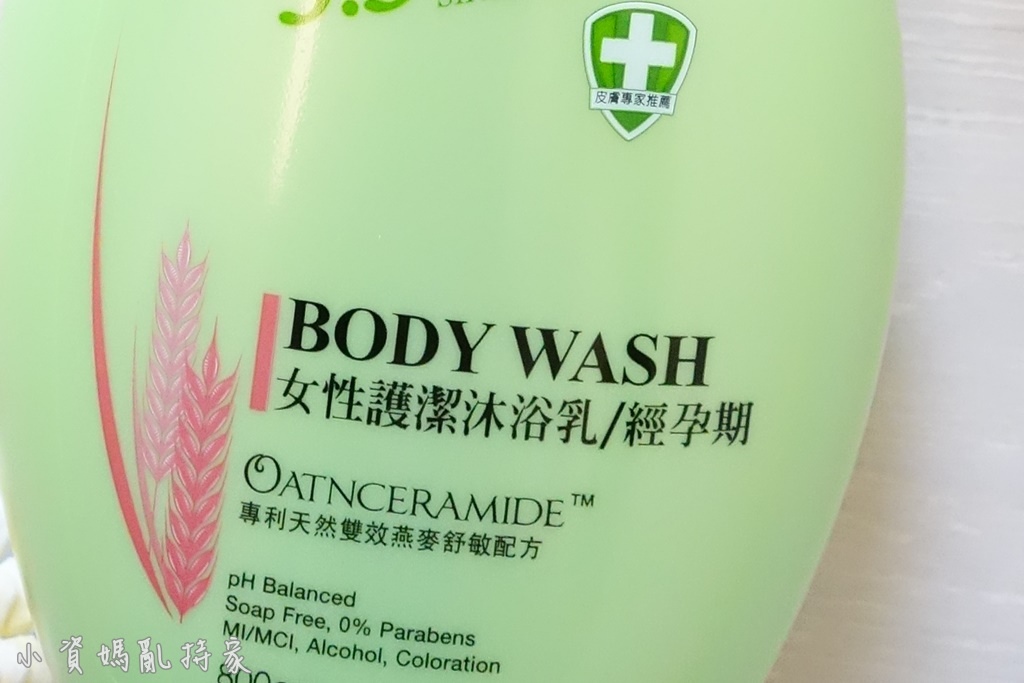 皮膚專家推薦
BODY WASH
女性護潔沐浴乳/經孕期
OATNCERAMIDE™
專利天然雙效燕麥舒敏配方
pH Balanced
Soap Free, 0% Parabens
MI/MCI, Alcohol, Coloration
小資媽亂持家